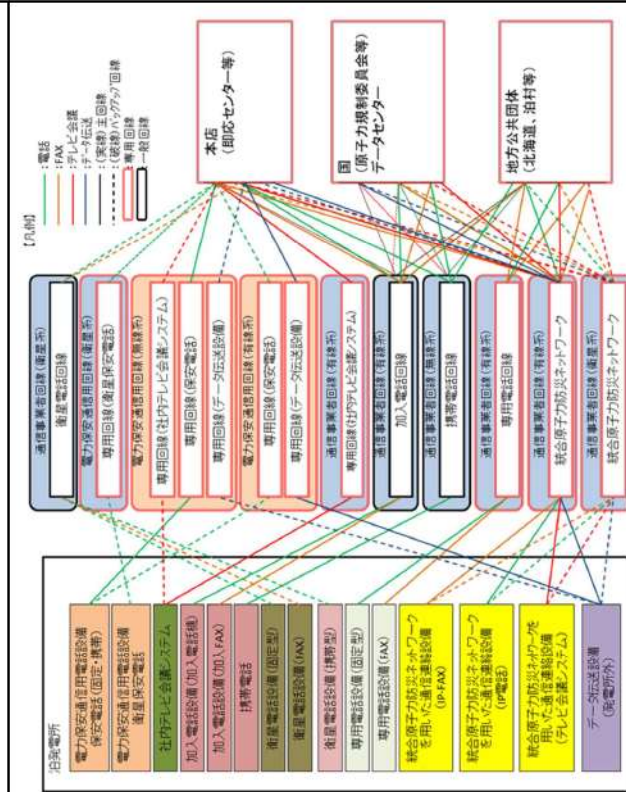 【凡例】
:電話
:FAX
:テレビ会議
:データ伝送
:(実線)主回線
:(破線)バックアップ回線
:専用回線
:一般回線
本店
(即応センター等)
国
(原子力規制委員会等)
データセンター
地方公共団体
(北海道、泊村等)
通信事業者回線(衛星系)
衛星電話回線
電力保安通信用回線(衛星系)
専用回線(衛星保安電話)
電力保安通信用回線(無線系)
専用回線(社内テレビ会議システム)
専用回線(保安電話)
専用回線(データ伝送設備)
電力保安通信用回線(有線系)
専用回線(保安電話)
専用回線(データ伝送設備)
通信事業者回線(有線系)
専用回線(社内テレビ会議システム)
通信事業者回線(有線系)
加入電話回線
通信事業者回線(無線系)
携帯電話回線
通信事業者回線(有線系)
専用電話回線
通信事業者回線(有線系)
統合原子力防災ネットワーク
通信事業者回線(衛星系)
統合原子力防災ネットワーク
泊発電所
電力保安通信用電話設備
保安電話(固定・携帯)
電力保安通信用電話設備
衛星保安電話
社内テレビ会議システム
加入電話設備(加入電話機)
加入電話設備(加入FAX)
携帯電話
衛星電話設備(固定型)
衛星電話設備(FAX)
衛星電話設備(携帯型)
専用電話設備(固定型)
専用電話設備(FAX)
統合原子力防災ネットワーク
を用いた通信連絡設備
(IP-FAX)
統合原子力防災ネットワーク
を用いた通信連絡設備
(IP電話)
統合原子力防災ネットワークを
用いた通信連絡設備
(テレビ会議システム)
データ伝送設備
(発電所外)